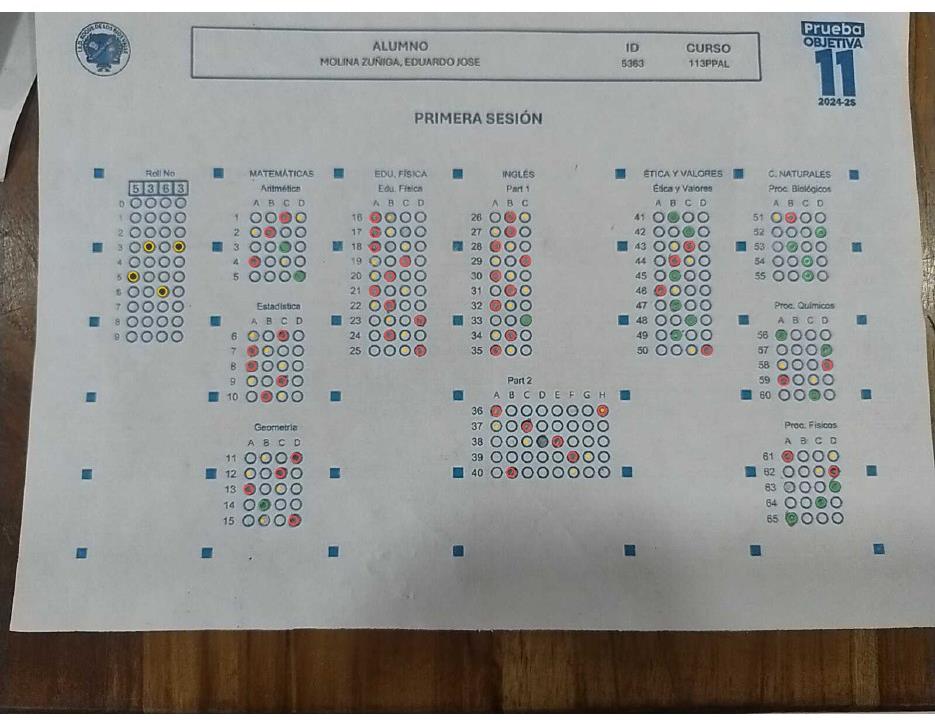 Prueba
OBJETIVA
11
2024-25
ALUMNO ID CURSO
MOLINA ZUÑIGA, EDUARDO JOSE 5363 113PPAL
PRIMERA SESIÓN
Roll No
5 3 6 3
0
1
2
3
5
6
7
8
9
MATEMÁTICAS
Aritmética
A B C D
1
2
3
4
5
Estadística
A B C D
6
7
8
9
10
Geometría
A B C D
11
12
13
14
15
EDU. FÍSICA
Edu. Física
A B C D
16
17
18
19
20
21
22
23
24
25
INGLÉS
Part 1
A B C
26
27
28
29
30
31
32
33
34
35
Part 2
A B C D E F G H
36
37
38
39
40
ÉTICA Y VALORES
Ética y Valores
A B C D
41
42
43
44
45
46
47
48
49
50
C. NATURALES
Proc. Biológicos
A B C D
51
52
53
54
55
Proc. Químicos
A B C D
56
57
58
59
60
Proc. Físicos
A B C D
61
62
63
64
65